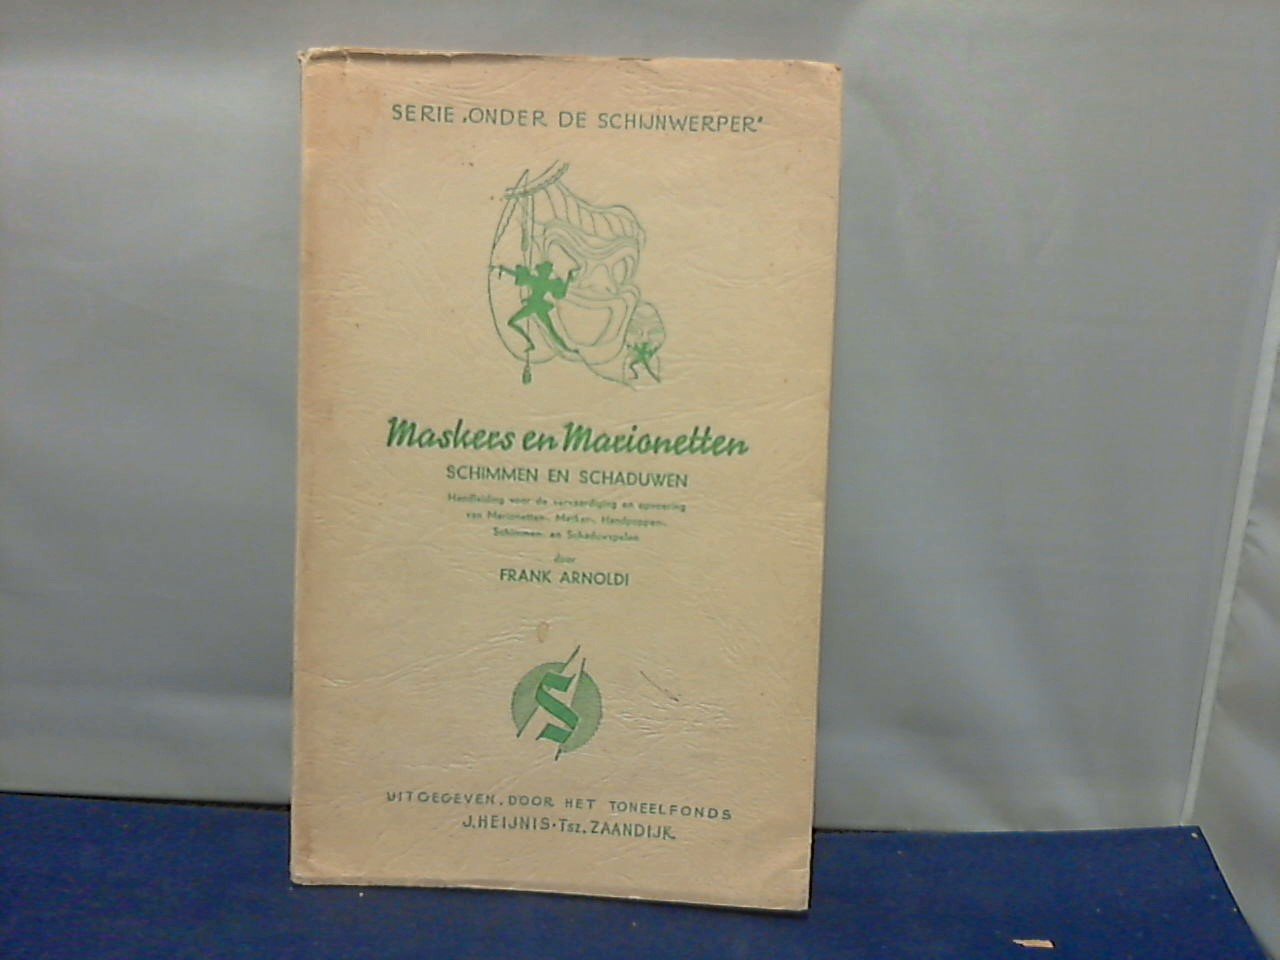 SERIE „ONDER DE SCHIJNWERPER"
Maskers en Marionetten
SCHIMMEN EN SCHADUWEN
Handleiding voor de vervaardiging en opvoering
van Marionetten-, Masker-, Handpoppen-,
Schimmen- en Schaduwspelen
door
FRANK ARNOLDI
S
UITGEGEVEN DOOR HET TONEELFONDS
J. HEIJNIS·Tsz. ZAANDIJK